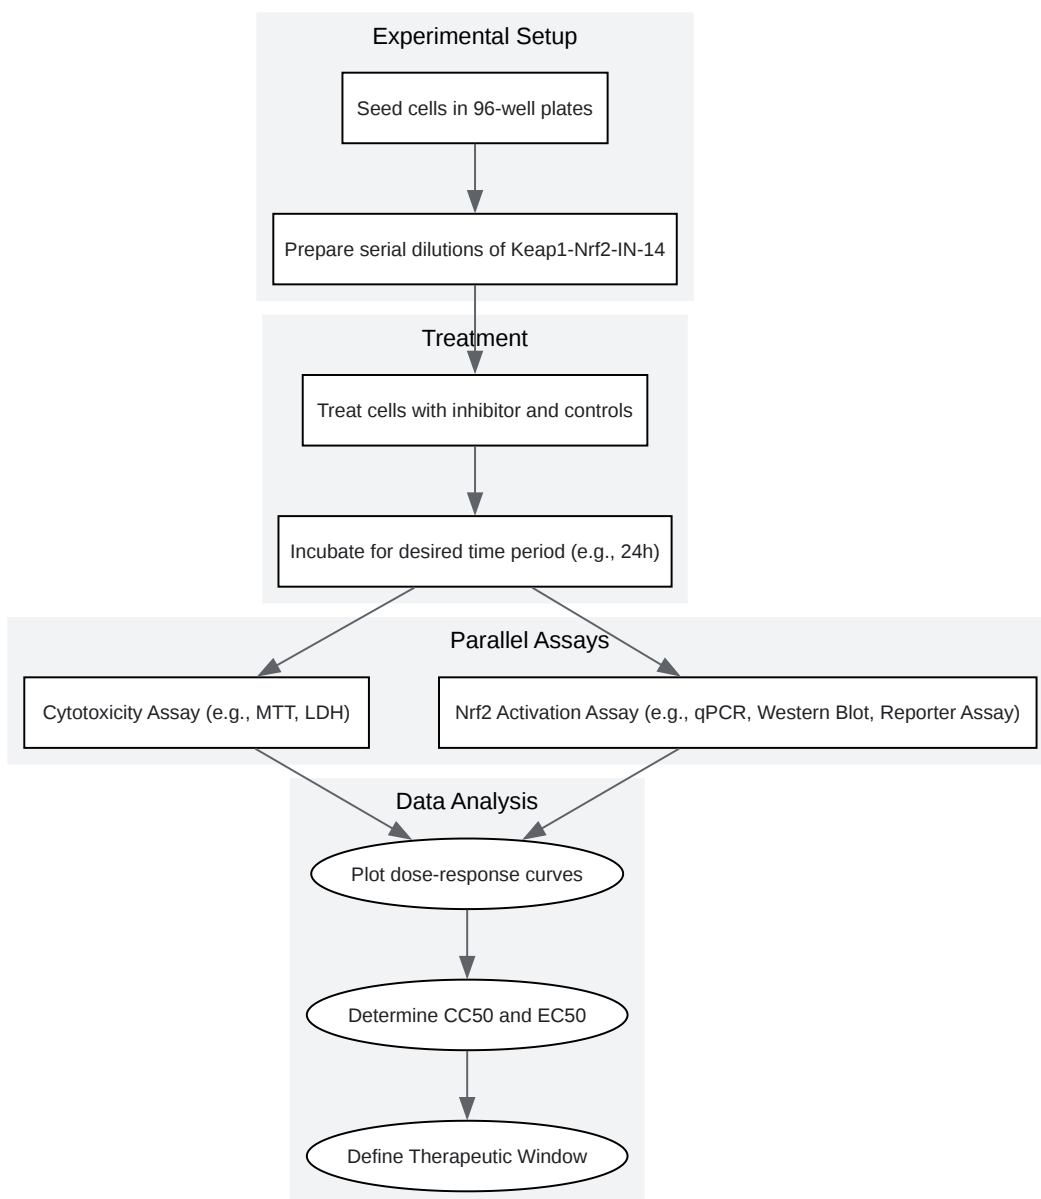 Experimental Setup
Seed cells in 96-well plates
Prepare serial dilutions of Keap1-Nrf2-IN-14
Treatment
Treat cells with inhibitor and controls
Incubate for desired time period (e.g., 24h)
Parallel Assays
Cytotoxicity Assay (e.g., MTT, LDH)
Nrf2 Activation Assay (e.g., qPCR, Western Blot, Reporter Assay)
Data Analysis
Plot dose-response curves
Determine CC50 and EC50
Define Therapeutic Window